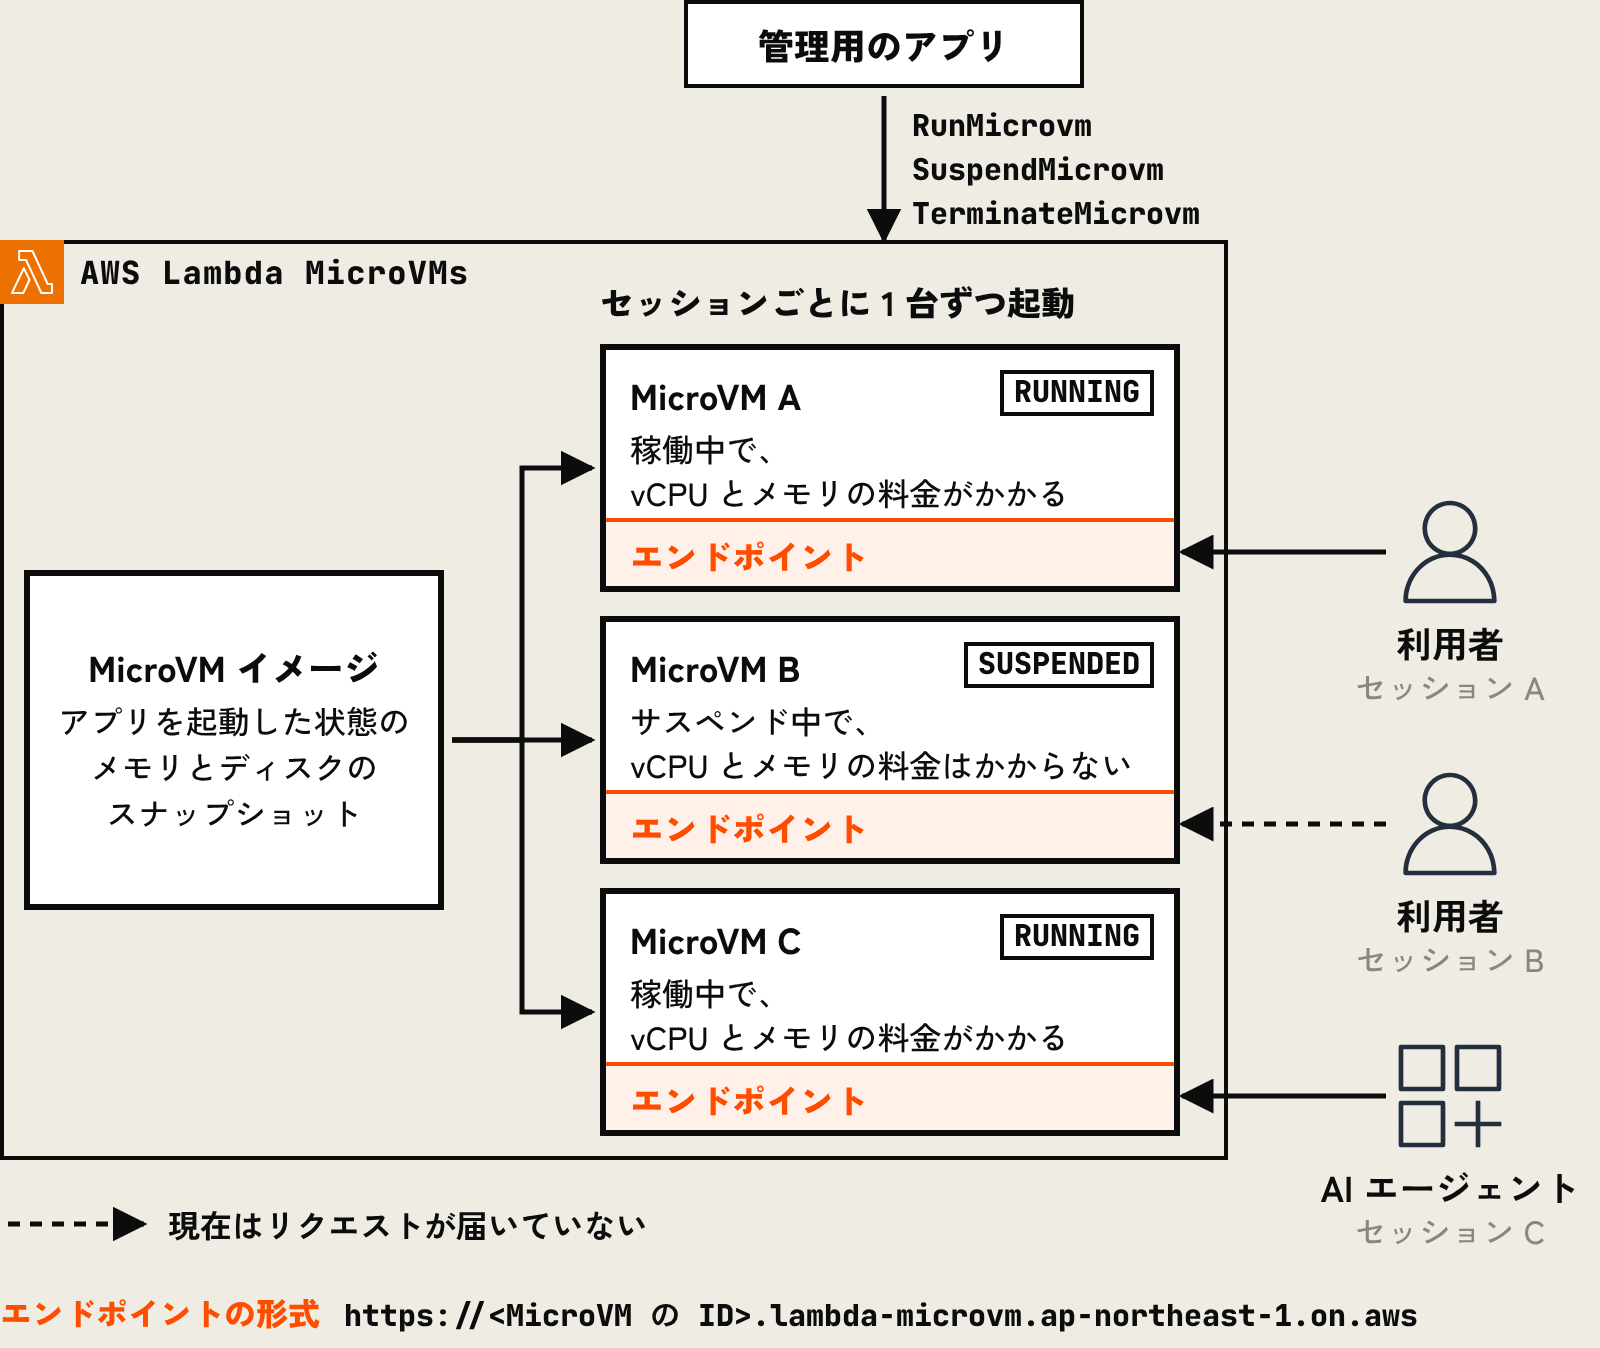 管理用のアプリ
RunMicrovm
SuspendMicrovm
TerminateMicrovm
AWS Lambda MicroVMs
セッションごとに 1 台ずつ起動
MicroVM A
RUNNING
稼働中で、
vCPU とメモリの料金がかかる
エンドポイント
MicroVM イメージ
アプリを起動した状態の
メモリとディスクの
スナップショット
MicroVM B
SUSPENDED
サスペンド中で、
vCPU とメモリの料金はかからない
エンドポイント
MicroVM C
RUNNING
稼働中で、
vCPU とメモリの料金がかかる
エンドポイント
利用者
セッション A
利用者
セッション B
AI エージェント
セッション C
現在はリクエストが届いていない
エンドポイントの形式 https://<MicroVM の ID>.lambda-microvm.ap-northeast-1.on.aws